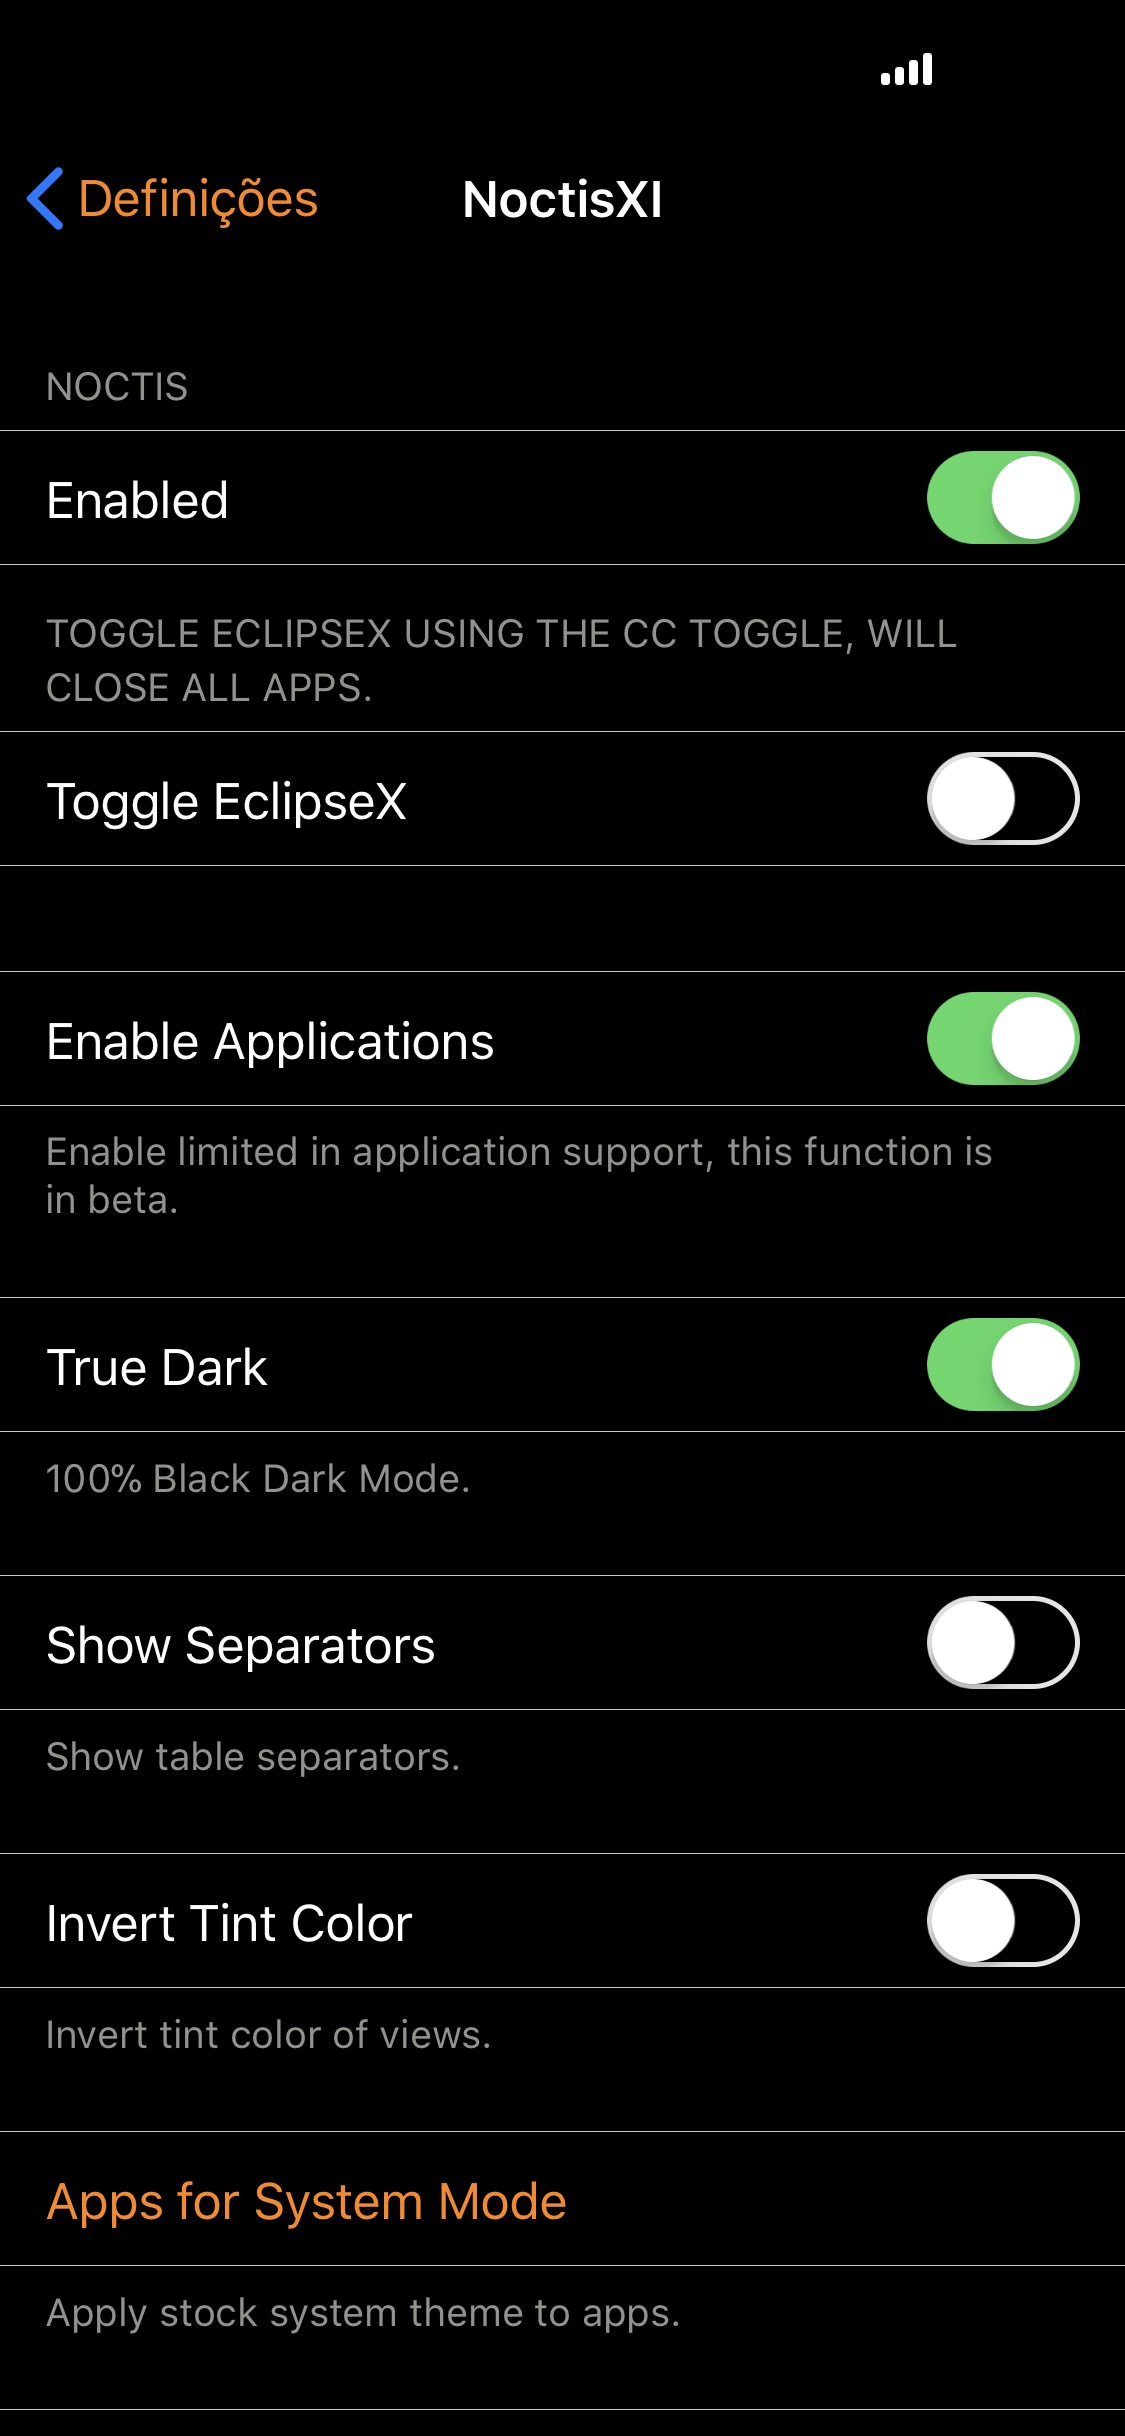 Definições
NoctisXI
NOCTIS
Enabled
TOGGLE ECLIPSEX USING THE CC TOGGLE, WILL
CLOSE ALL APPS.
Toggle EclipseX
Enable Applications
Enable limited in application support, this function is
in beta.
True Dark
100% Black Dark Mode.
Show Separators
Show table separators.
Invert Tint Color
Invert tint color of views.
Apps for System Mode
Apply stock system theme to apps.